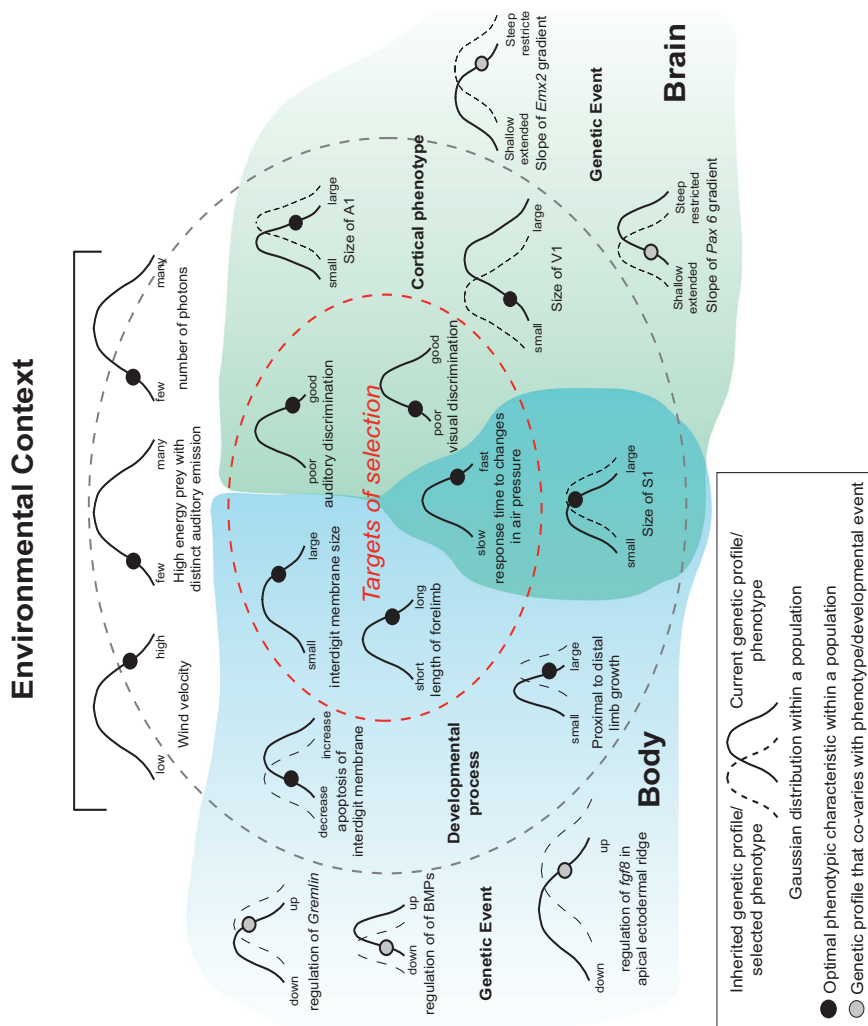 Environmental Context
low
high
Wind velocity
few
many
High energy prey with
distinct auditory emission
few
many
number of photons
down
up
regulation of Gremlin
down
up
regulation of of BMPs
Genetic Event
down
up
regulation of fgf8 in
apical ectodermal ridge
decrease
increase
apoptosis of
interdigit membrane
Developmental
process
small
large
Proximal to distal
limb growth
Body
small
large
interdigit membrane size
short
long
length of forelimb
Targets of selection
poor
good
auditory discrimination
poor
good
visual discrimination
slow
fast
response time to changes
in air pressure
small
large
Size of S1
small
large
Size of A1
Cortical phenotype
small
large
Size of V1
Shallow
extended
Steep
restricte
Slope of Emx2 gradient
Genetic Event
Shallow
extended
Steep
restricted
Slope of Pax 6 gradient
Brain
Inherited genetic profile/
selected phenotype
Current genetic profile/
phenotype
Gaussian distribution within a population
Optimal phenotypic characteristic within a population
Genetic profile that co-varies with phenotype/developmental event